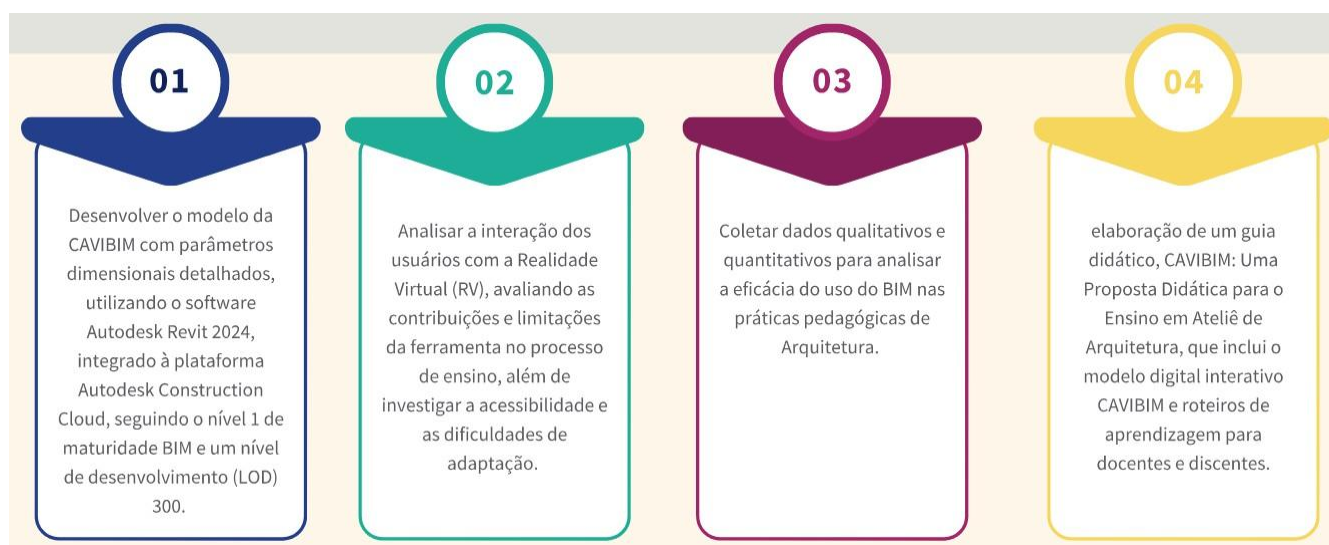 01
Desenvolver o modelo da
CAVIBIM com parâmetros
dimensionais detalhados,
utilizando o software
Autodesk Revit 2024,
integrado à plataforma
Autodesk Construction
Cloud, seguindo o nível 1 de
maturidade BIM e um nível
de desenvolvimento (LOD)
300.
02
Analisar a interação dos
usuários com a Realidade
Virtual (RV), avaliando as
contribuições e limitações
da ferramenta no processo
de ensino, além de
investigar a acessibilidade e
as dificuldades de
adaptação.
03
Coletar dados qualitativos e
quantitativos para analisar
a eficácia do uso do BIM nas
práticas pedagógicas de
Arquitetura.
04
elaboração de um guia
didático, CAVIBIM: Uma
Proposta Didática para o
Ensino em Ateliê de
Arquitetura, que inclui o
modelo digital interativo
CAVIBIM e roteiros de
aprendizagem para
docentes e discentes.